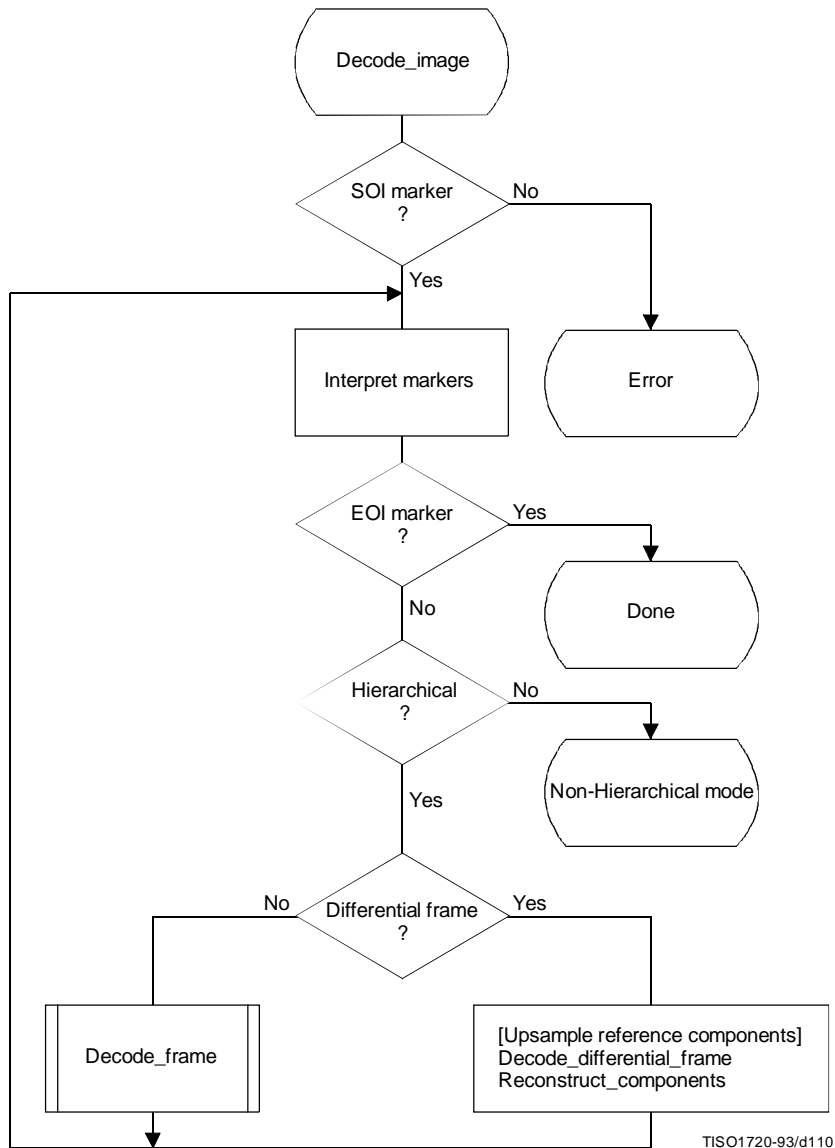 Decode_image
SOI marker
?
No
Yes
Interpret markers
Error
EOI marker
?
Yes
No
Done
Hierarchical
?
No
Yes
Non-Hierarchical mode
No
Differential frame
?
Yes
Decode_frame
[Upsample reference components]
Decode_differential_frame
Reconstruct_components
TISO1720-93/d110